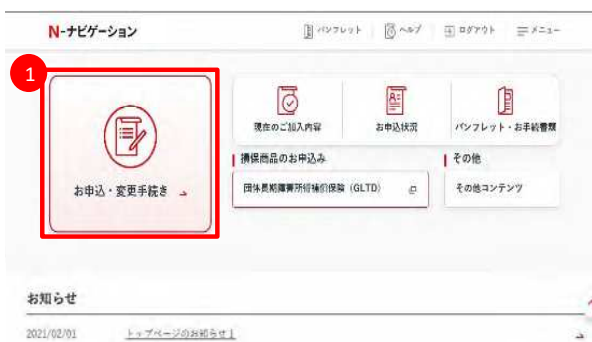 N-ナビゲーション
パンフレット
ヘルプ
ログアウト
メニュー
1
お申込・変更手続き
現在のご加入内容
お申込状況
パンフレット・お手続書類
損保商品のお申込み
団体長期障害所得補償保険（GLTD）
その他
その他コンテンツ
お知らせ
2021/02/01 トップページのお知らせ1